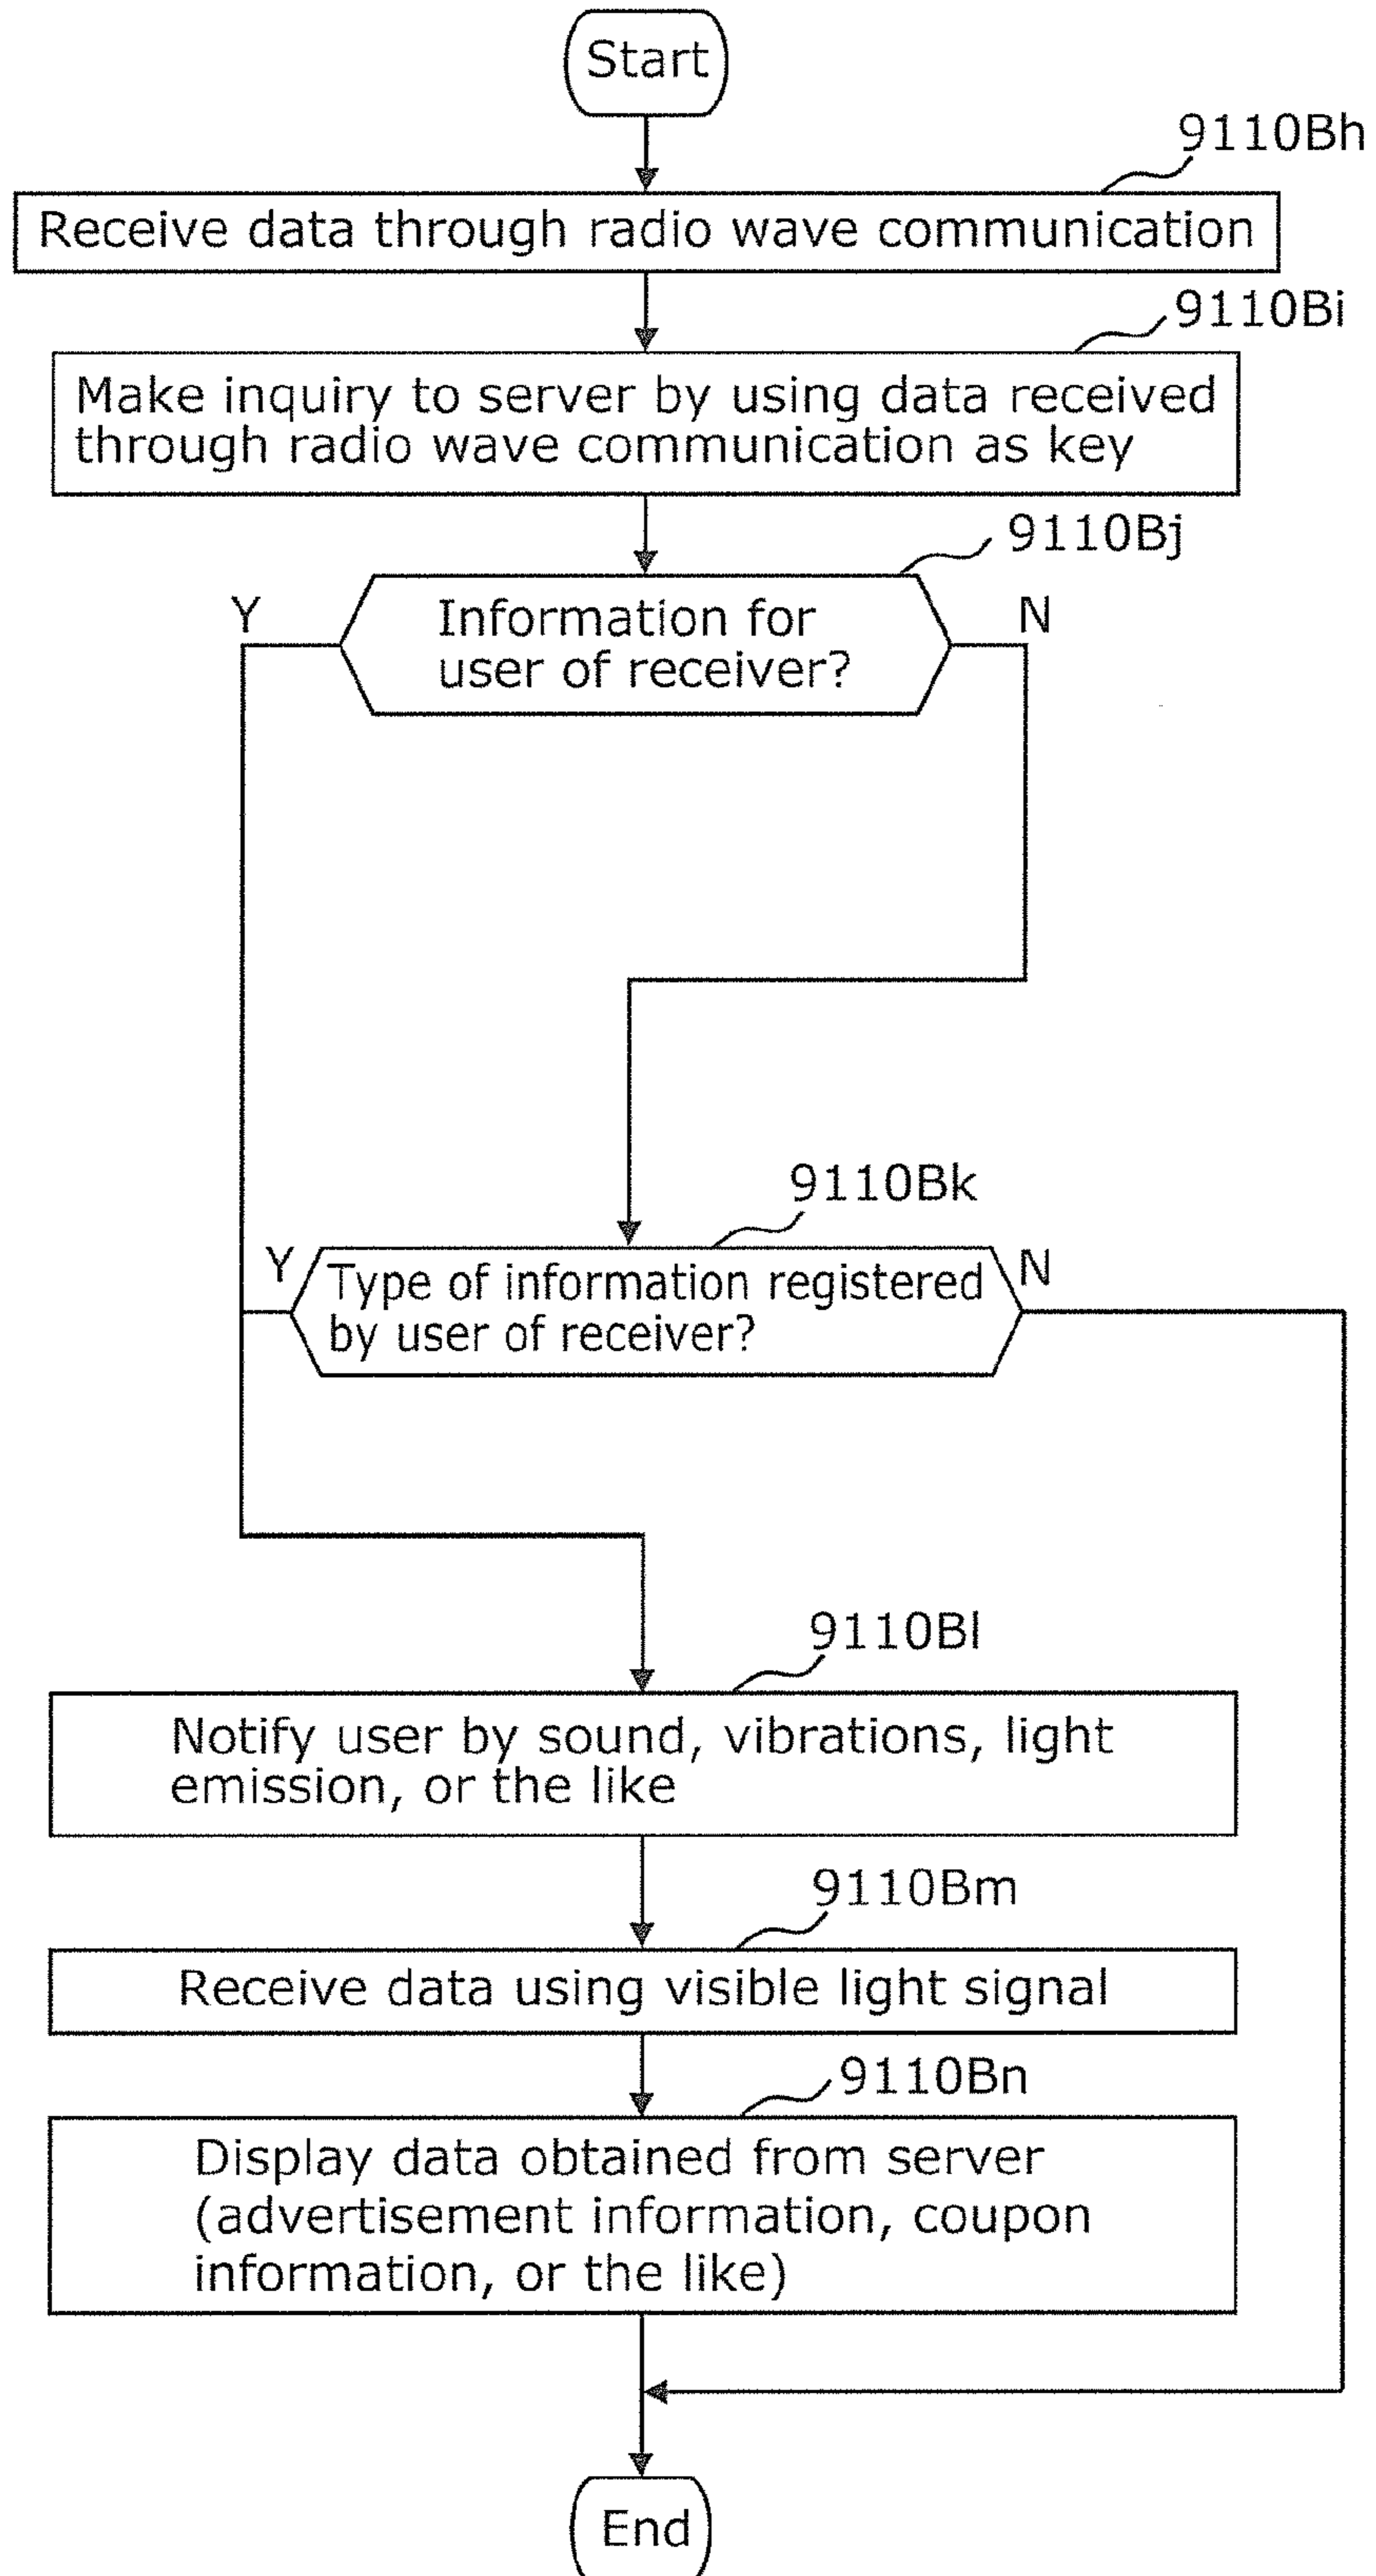 Start
9110Bh
Receive data through radio wave communication
9110Bi
Make inquiry to server by using data received
through radio wave communication as key
9110Bj
Y
N
Information for
user of receiver?
9110Bk
Y
N
Type of information registered
by user of receiver?
9110Bl
Notify user by sound, vibrations, light
emission, or the like
9110Bm
Receive data using visible light signal
9110Bn
Display data obtained from server
(advertisement information, coupon
information, or the like)
End